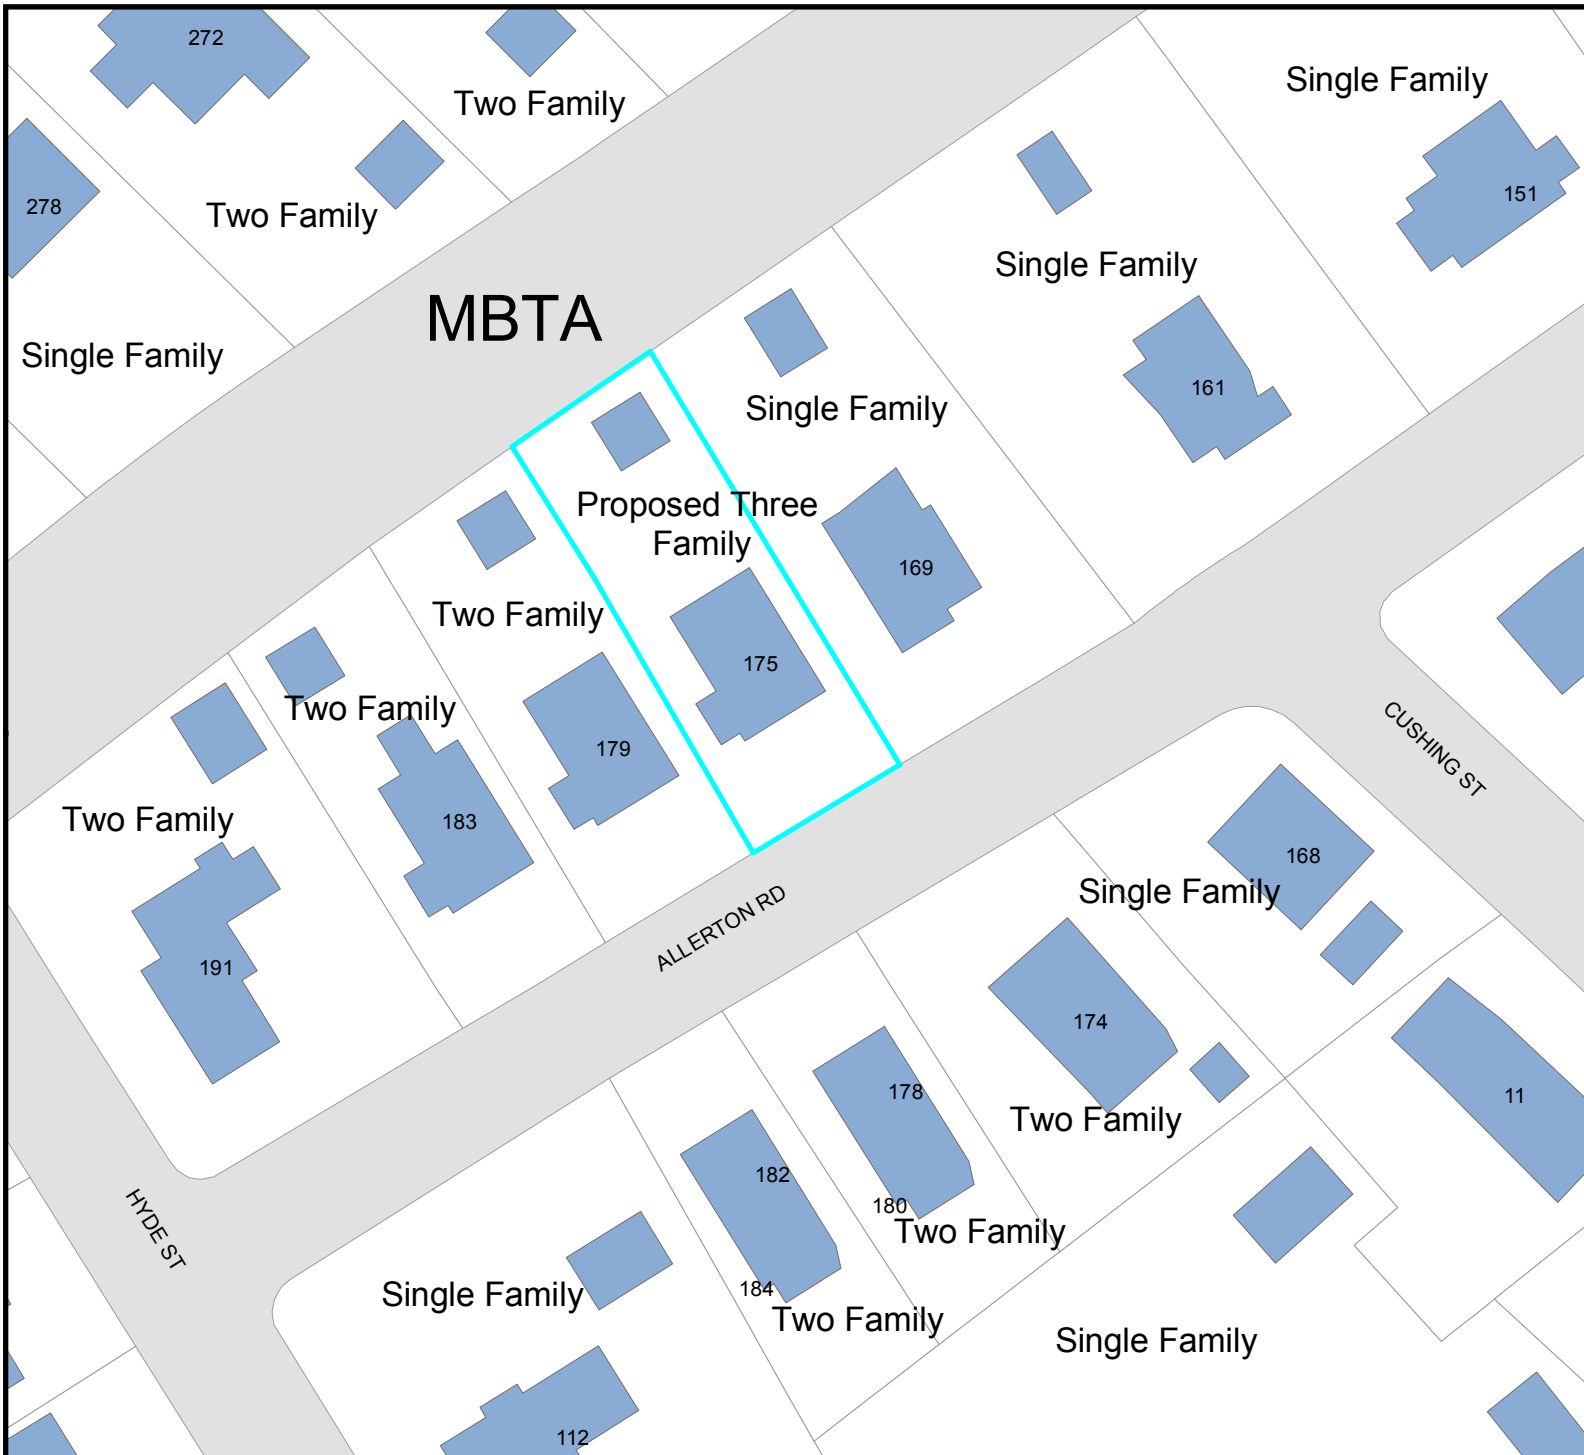 272
Single Family
Two Family
151
278
Two Family
Single Family
MBTA
Single Family
161
Single Family
Proposed Three
Family
169
Two Family
175
Two Family
CUSHING ST
179
Two Family
183
168
Single Family
ALLERTON RD
191
174
178
11
Two Family
182
180
Two Family
HYDE ST
184
Single Family
Two Family
Single Family
112